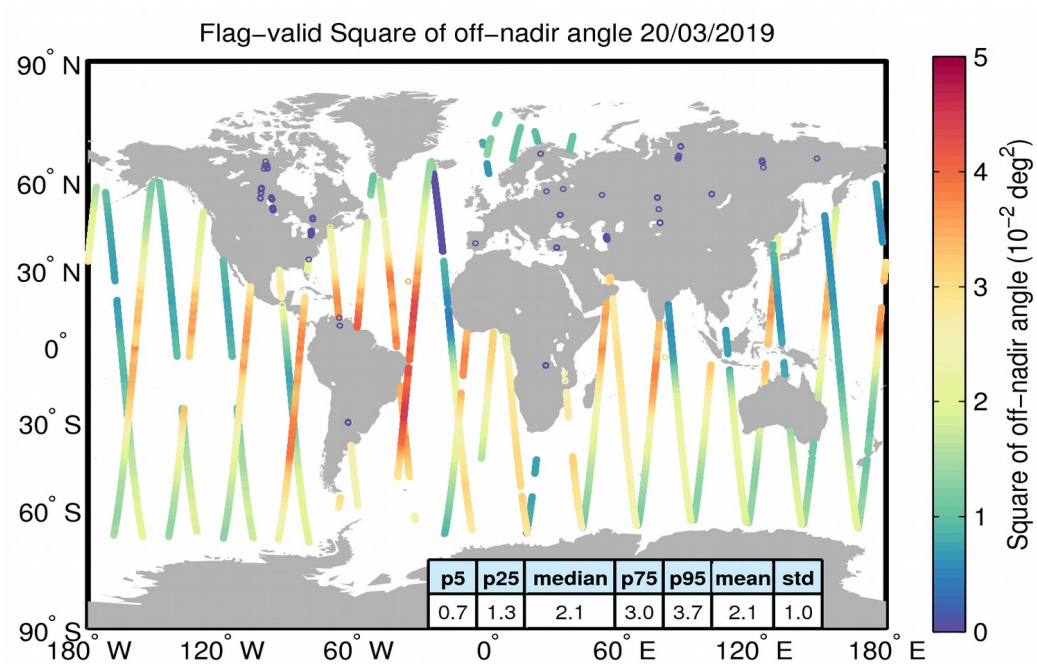 Flag−valid Square of off−nadir angle 20/03/2019
90° N
60° N
30° N
0°
30° S
60° S
90° S
180° W
120° W
60° W
0°
60° E
120° E
180° E
5
4
3
2
1
0
Square of off−nadir angle (10⁻² deg²)
p5 p25 median p75 p95 mean std
0.7 1.3 2.1 3.0 3.7 2.1 1.0